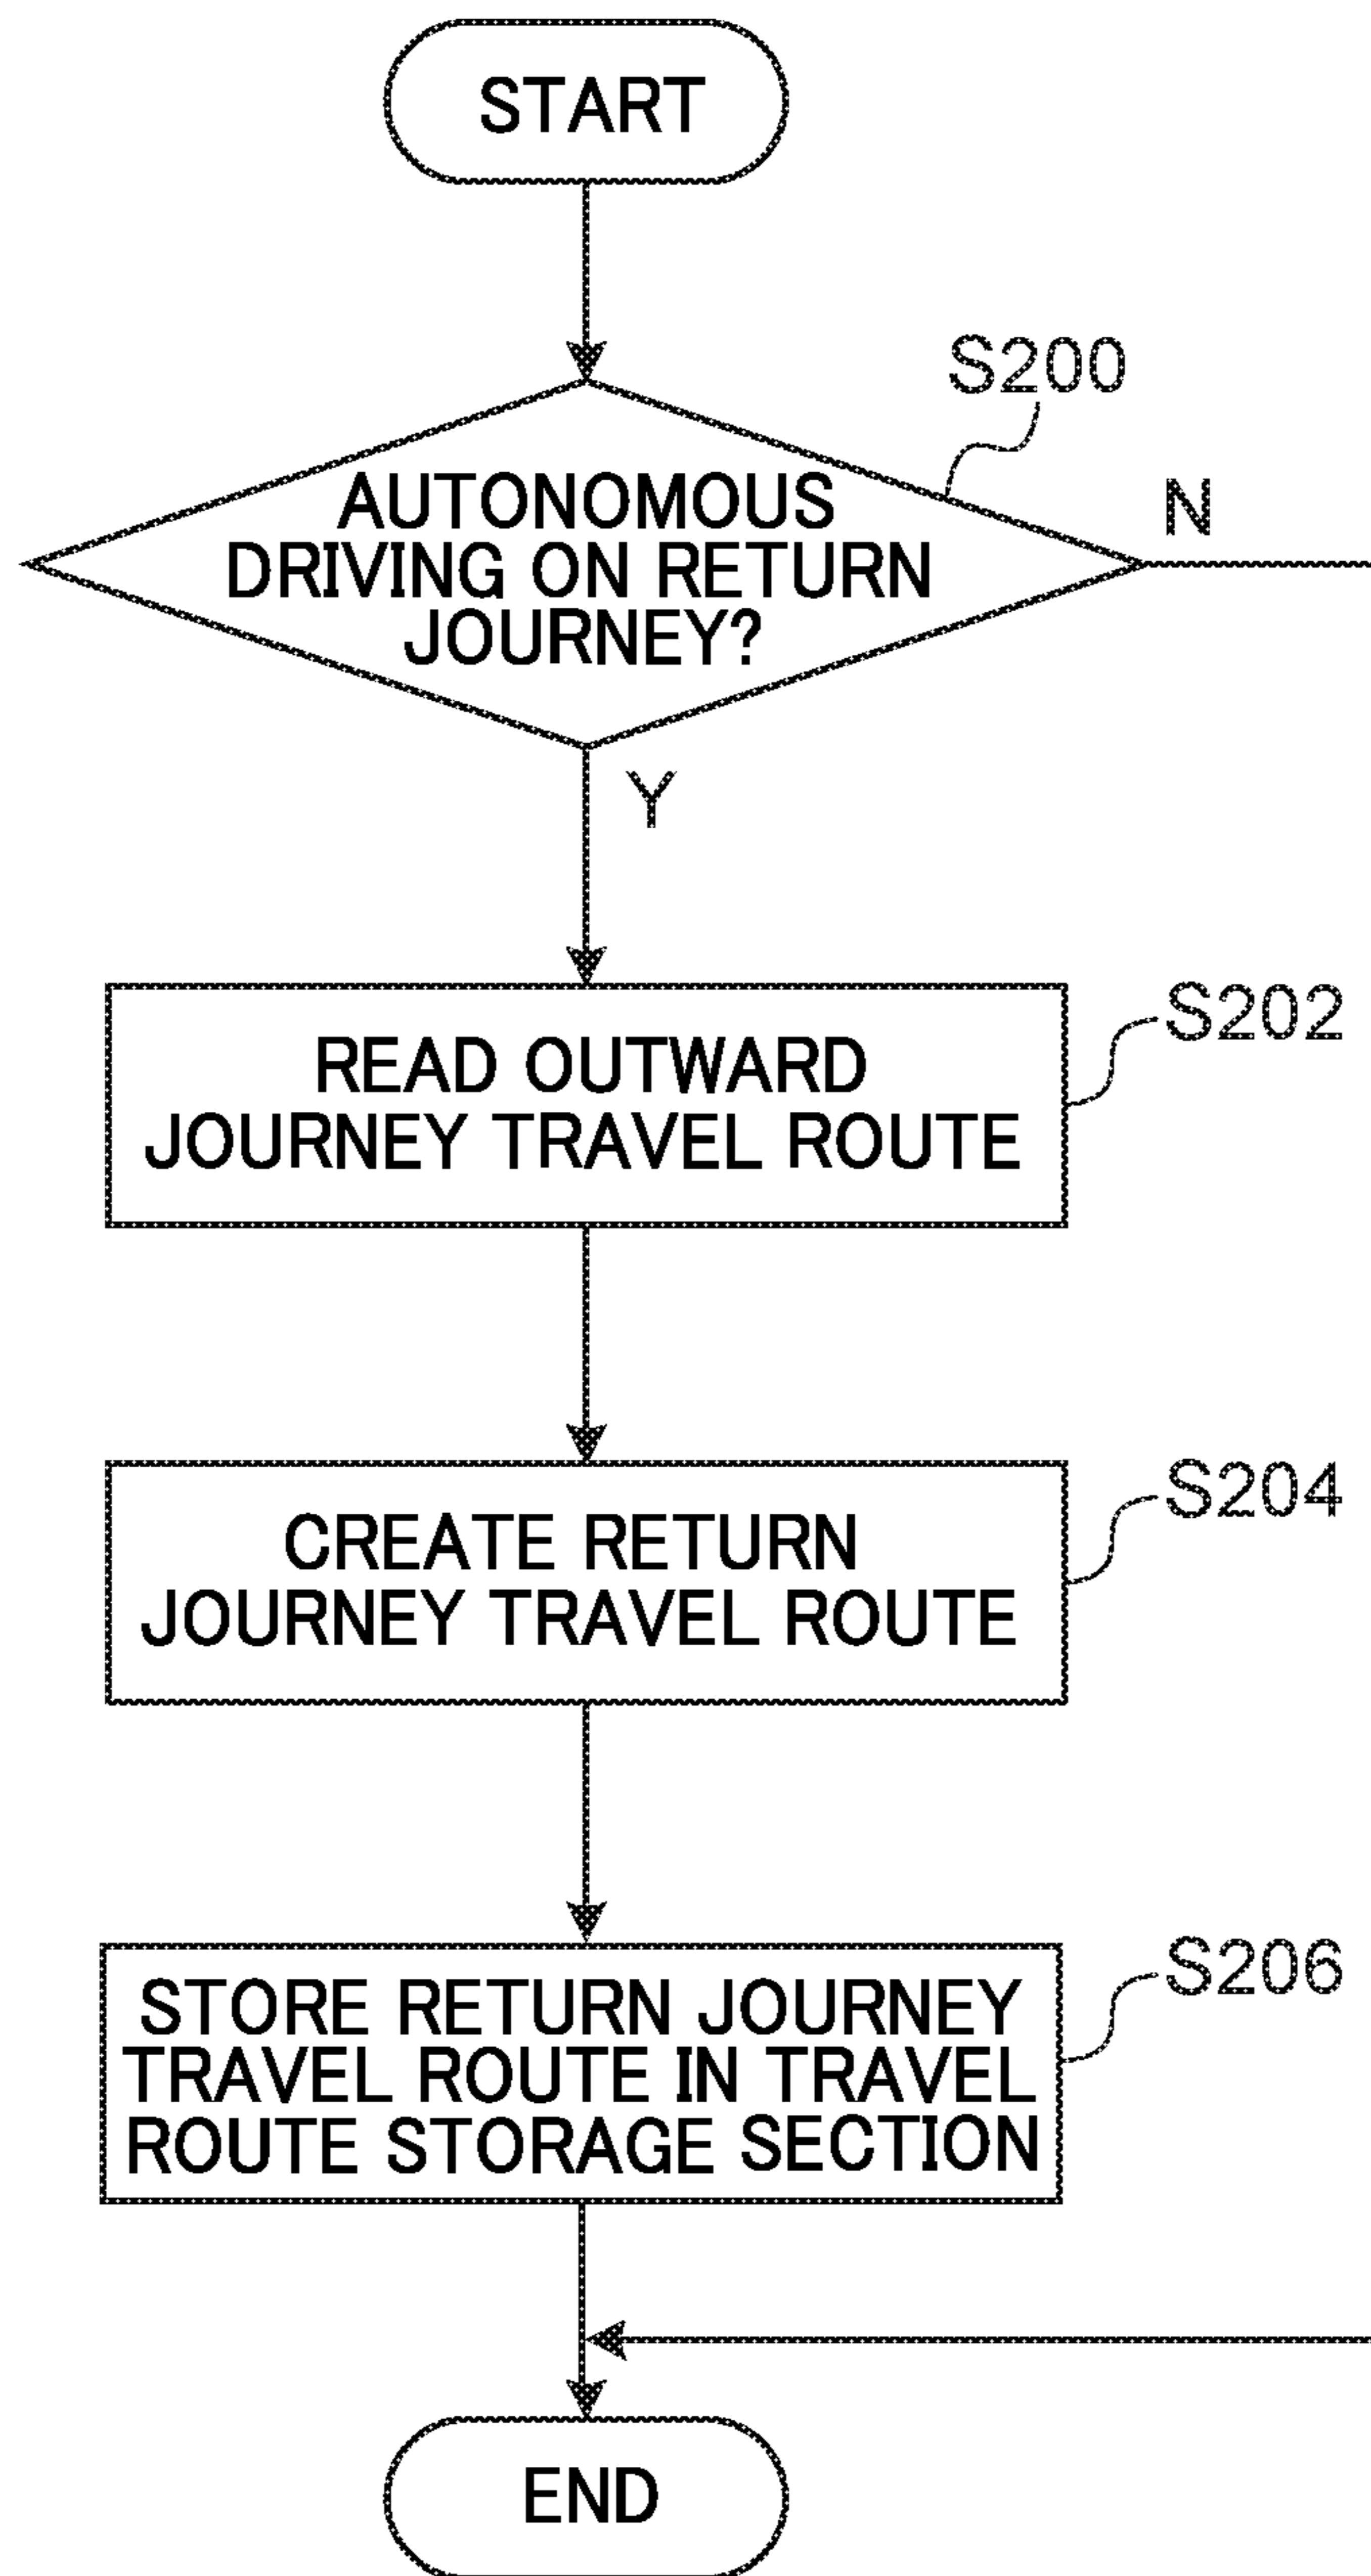 START
S200
AUTONOMOUS
DRIVING ON RETURN
JOURNEY?
N
Y
S202
READ OUTWARD
JOURNEY TRAVEL ROUTE
S204
CREATE RETURN
JOURNEY TRAVEL ROUTE
S206
STORE RETURN JOURNEY
TRAVEL ROUTE IN TRAVEL
ROUTE STORAGE SECTION
END